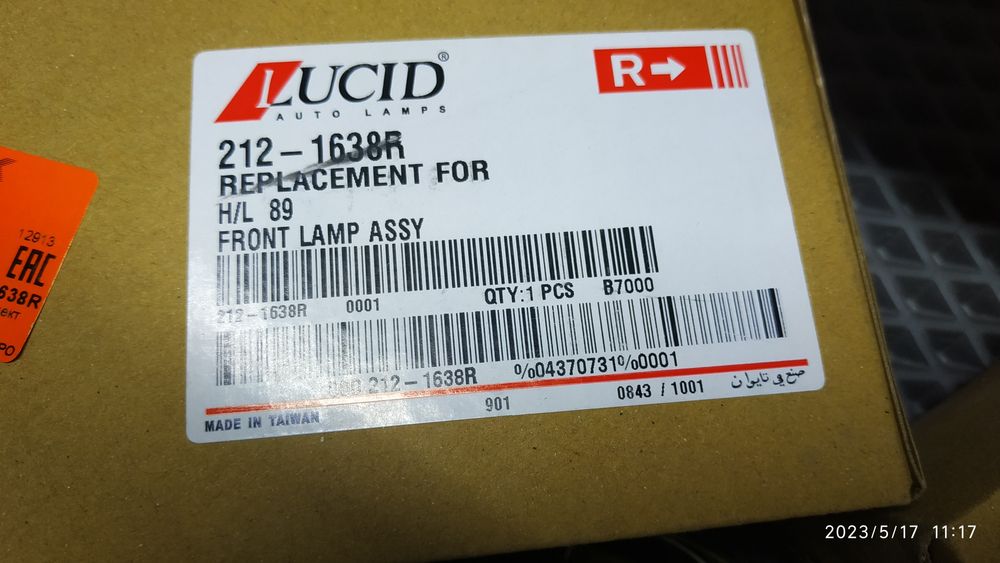 LUCID®
AUTO LAMPS
R
212-1638R
REPLACEMENT FOR
H/L 89
FRONT LAMP ASSY
212-1638R 0001 QTY:1 PCS B7000
212-1638R %04370731%0001
MADE IN TAIWAN 901 0843 / 1001 صنع في تايوان
12913
EAC
638R
ект
РО
2023/5/17 11:17